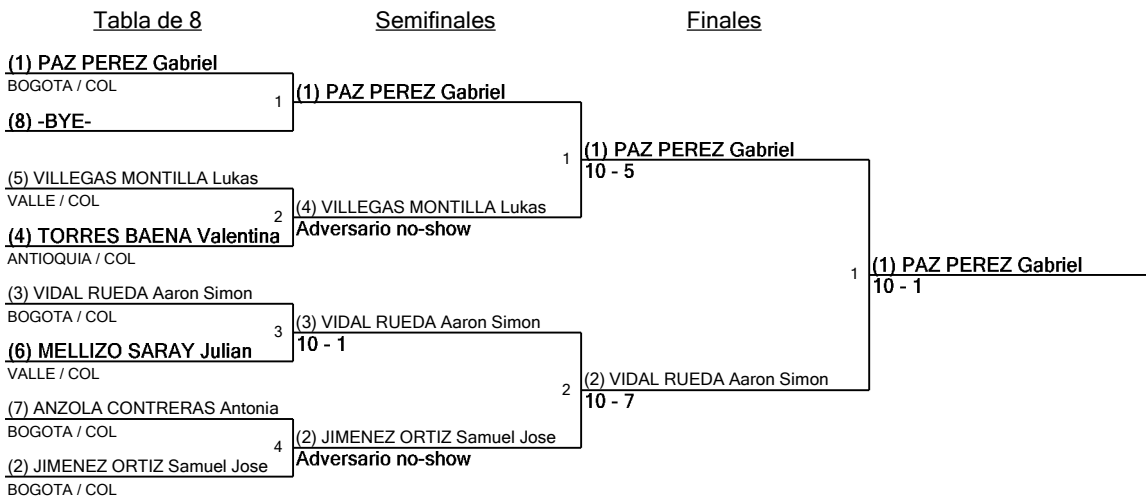 Tabla de 8
Semifinales
Finales
(1) PAZ PEREZ Gabriel
BOGOTA / COL
1
(8) -BYE-
(5) VILLEGAS MONTILLA Lukas
VALLE / COL
2
(4) TORRES BAENA Valentina
ANTIOQUIA / COL
(3) VIDAL RUEDA Aaron Simon
BOGOTA / COL
3
(6) MELLIZO SARAY Julian
VALLE / COL
(7) ANZOLA CONTRERAS Antonia
BOGOTA / COL
4
(2) JIMENEZ ORTIZ Samuel Jose
BOGOTA / COL
(1) PAZ PEREZ Gabriel
1
(4) VILLEGAS MONTILLA Lukas
Adversario no-show
(3) VIDAL RUEDA Aaron Simon
10 - 1
2
(2) JIMENEZ ORTIZ Samuel Jose
Adversario no-show
(1) PAZ PEREZ Gabriel
10 - 5
1
(2) VIDAL RUEDA Aaron Simon
10 - 7
(1) PAZ PEREZ Gabriel
10 - 1